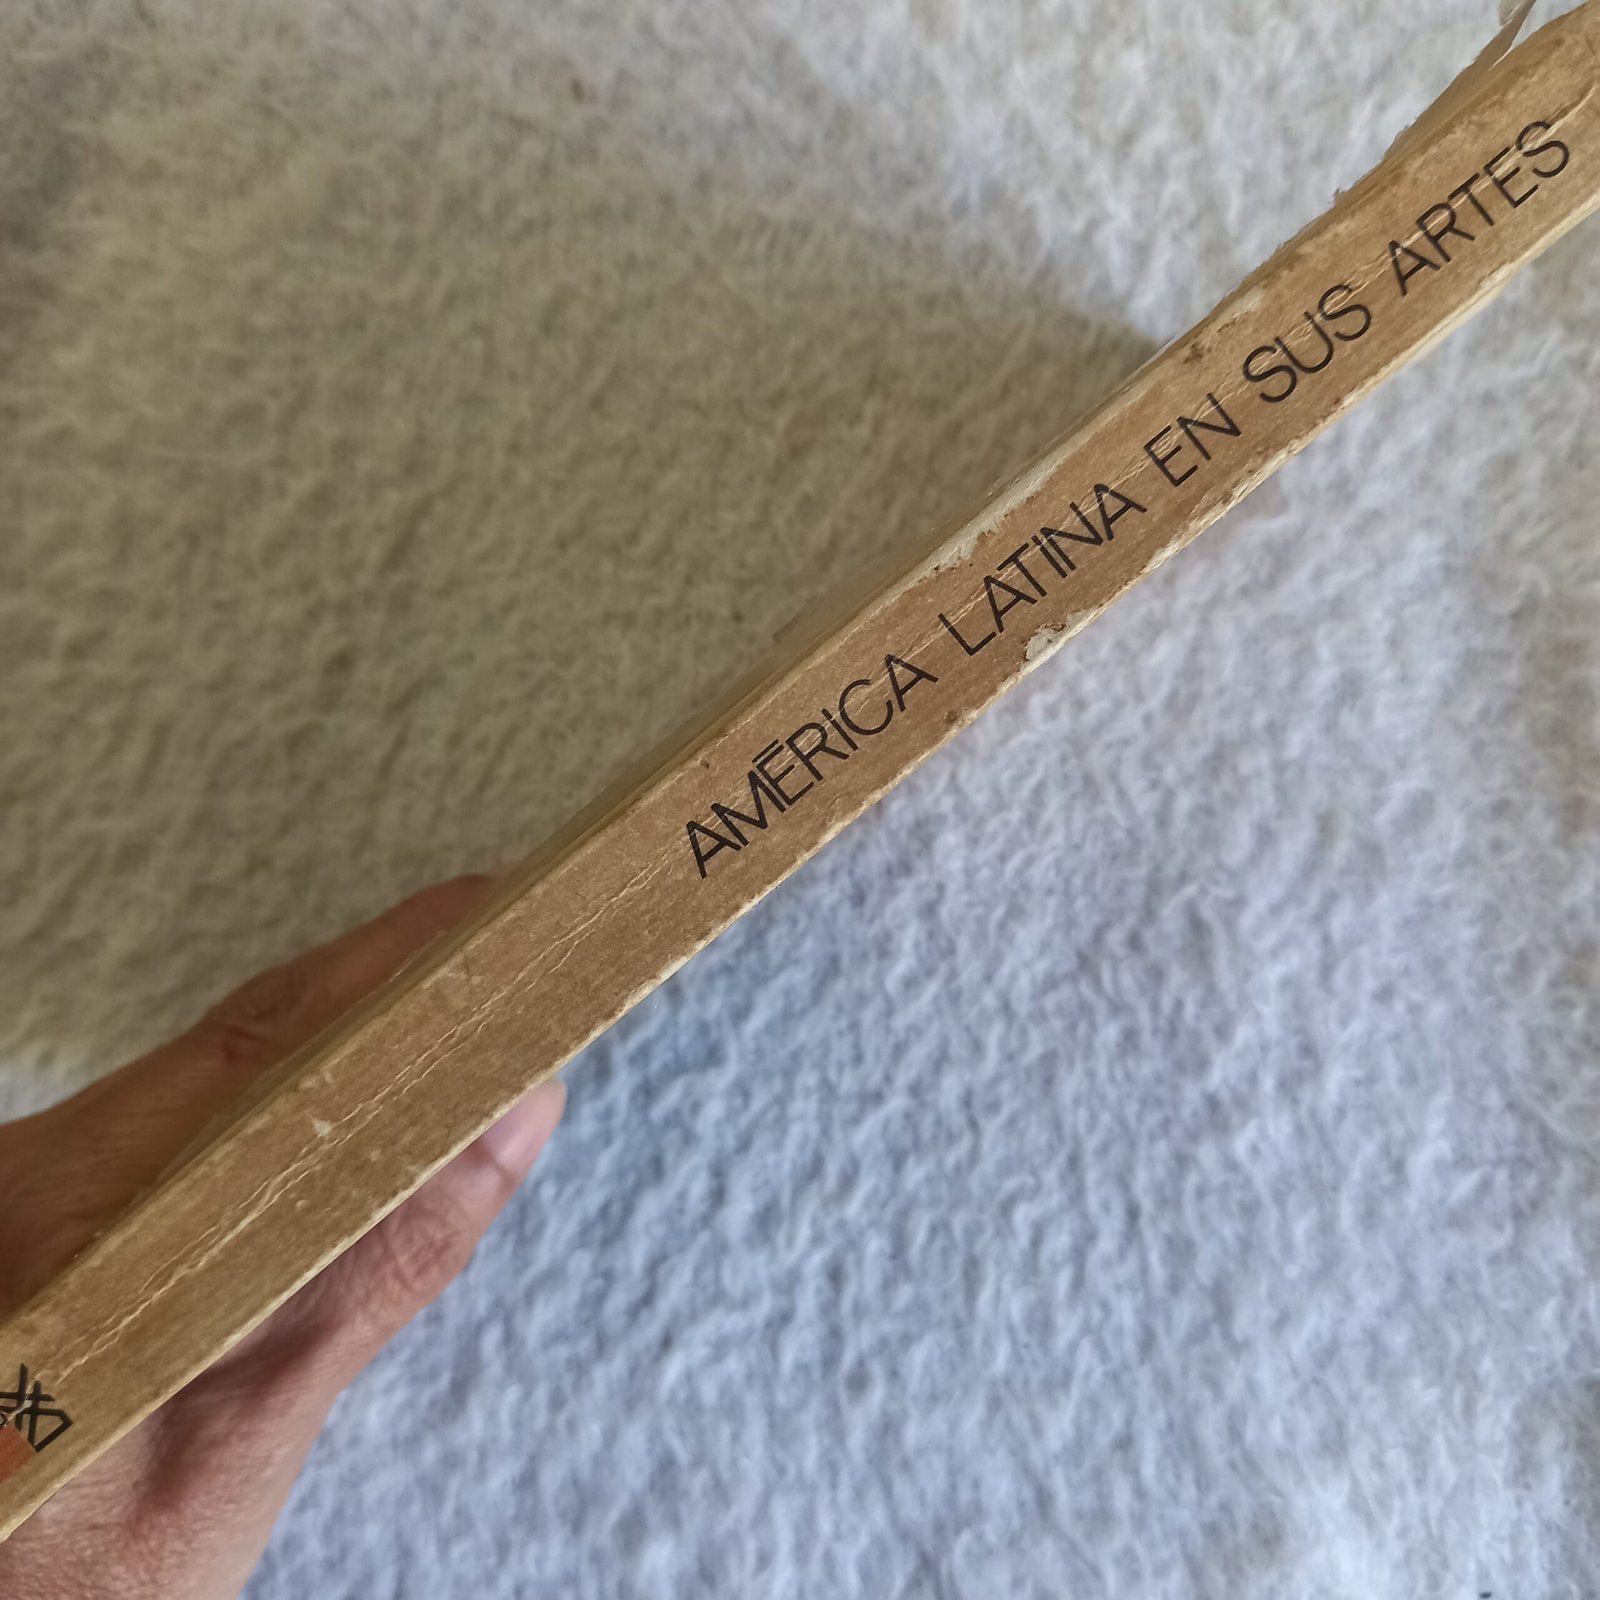 AMÉRICA LATINA EN SUS ARTES